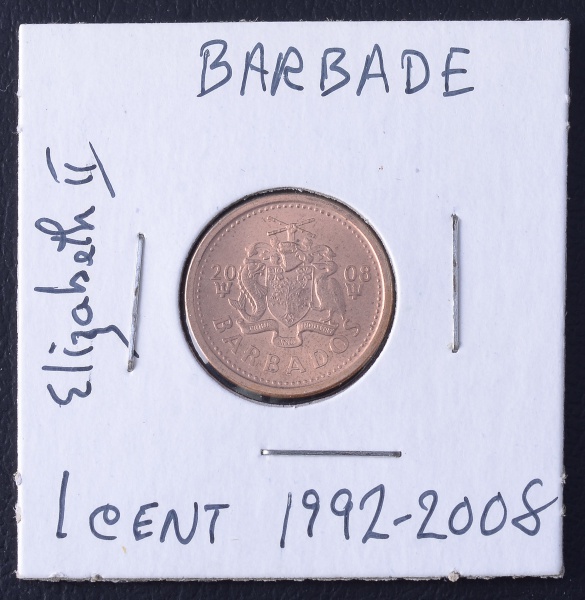 BARBADE
Elizabeth II
20 08
BARBADOS
1 CENT 1992-2008